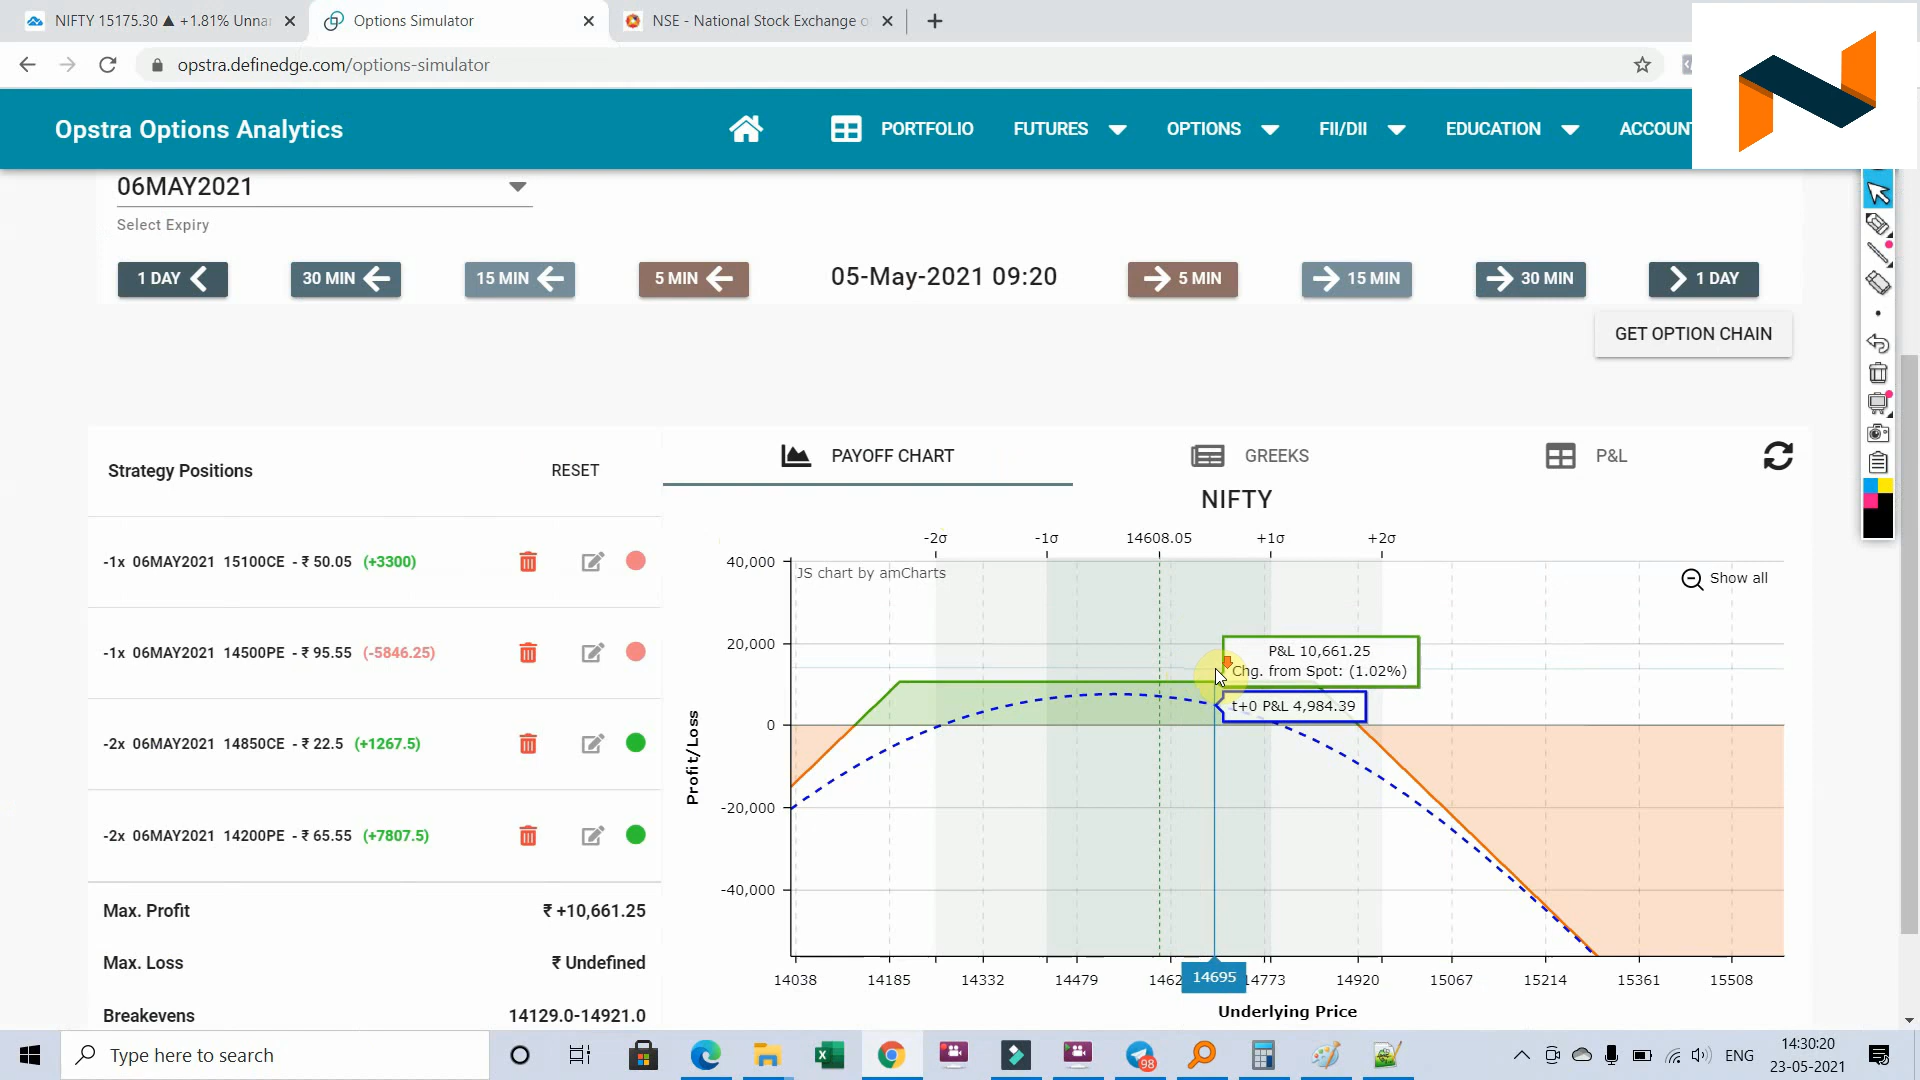 NIFTY 15175.30 ▲ +1.81% Unna
Options Simulator
NSE - National Stock Exchange o
opstra.definedge.com/options-simulator
Opstra Options Analytics
PORTFOLIO
FUTURES
OPTIONS
FII/DII
EDUCATION
ACCOUN
06MAY2021
Select Expiry
1 DAY
30 MIN
15 MIN
5 MIN
05-May-2021 09:20
5 MIN
15 MIN
30 MIN
1 DAY
GET OPTION CHAIN
Strategy Positions
RESET
PAYOFF CHART
GREEKS
P&L
NIFTY
-1x 06MAY2021 15100CE - ₹ 50.05 (+3300)
-1x 06MAY2021 14500PE - ₹ 95.55 (-5846.25)
-2x 06MAY2021 14850CE - ₹ 22.5 (+1267.5)
-2x 06MAY2021 14200PE - ₹ 65.55 (+7807.5)
Max. Profit ₹ +10,661.25
Max. Loss ₹ Undefined
Breakevens 14129.0-14921.0
-2σ -1σ 14608.05 +1σ +2σ
JS chart by amCharts
Show all
40,000
20,000
0
-20,000
-40,000
Profit/Loss
P&L 10,661.25
Chg. from Spot: (1.02%)
t+0 P&L 4,984.39
14038 14185 14332 14479 1462 14695 14773 14920 15067 15214 15361 15508
Underlying Price
Type here to search
98
ENG
14:30:20
23-05-2021